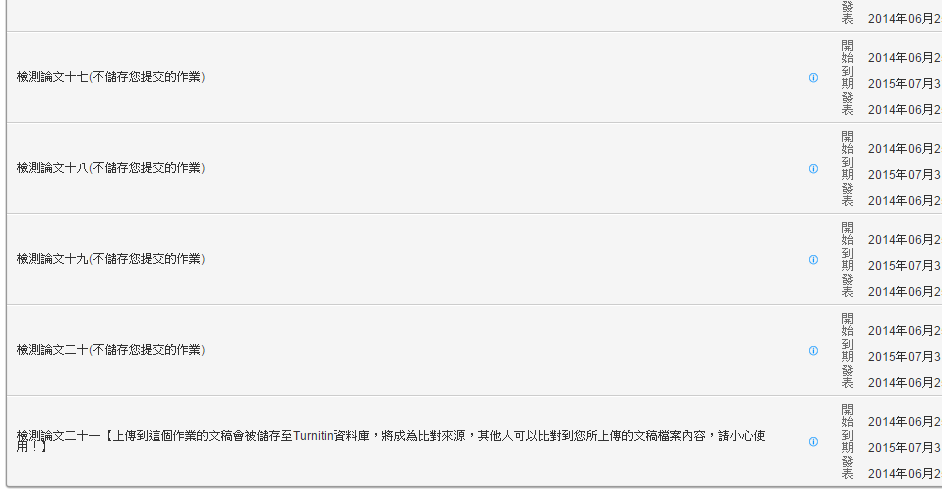 發
表 2014年06月2
檢測論文十七(不儲存您提交的作業)
開
始 2014年06月2
到
期 2015年07月3
發
表 2014年06月2
檢測論文十八(不儲存您提交的作業)
開
始 2014年06月2
到
期 2015年07月3
發
表 2014年06月2
檢測論文十九(不儲存您提交的作業)
開
始 2014年06月2
到
期 2015年07月3
發
表 2014年06月2
檢測論文二十(不儲存您提交的作業)
開
始 2014年06月2
到
期 2015年07月3
發
表 2014年06月2
檢測論文二十一【上傳到這個作業的文稿會被儲存至Turnitin資料庫，將成為比對來源，其他人可以比對到您所上傳的文稿檔案內容，請小心使
用！】
開
始 2014年06月2
到
期 2015年07月3
發
表 2014年06月2